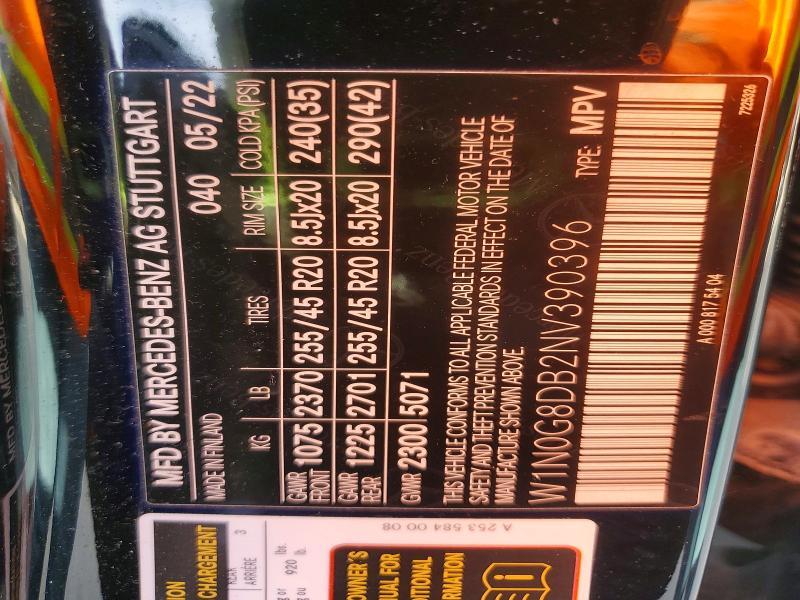 MFD BY MERCEDES-BENZ AG STUTTGART
MADE IN FINLAND 040 05/22
KG LB TIRES RIM SIZE COLD KPA(PSI)
GAWR FRONT 1075 2370 255/45 R20 8.5Jx20 240(35)
GAWR REAR 1225 2701 255/45 R20 8.5Jx20 290(42)
GVWR 2300 5071
THIS VEHICLE CONFORMS TO ALL APPLICABLE FEDERAL MOTOR VEHICLE
SAFETY AND THEFT PREVENTION STANDARDS IN EFFECT ON THE DATE OF
MANUFACTURE SHOWN ABOVE.
W1N0G8DB2NV390396 TYPE: MPV
A 000 817 54 04
7225326
A 253 584 00 08
CHARGEMENT
ARRIÈRE 3
920 lb.
OWNER'S